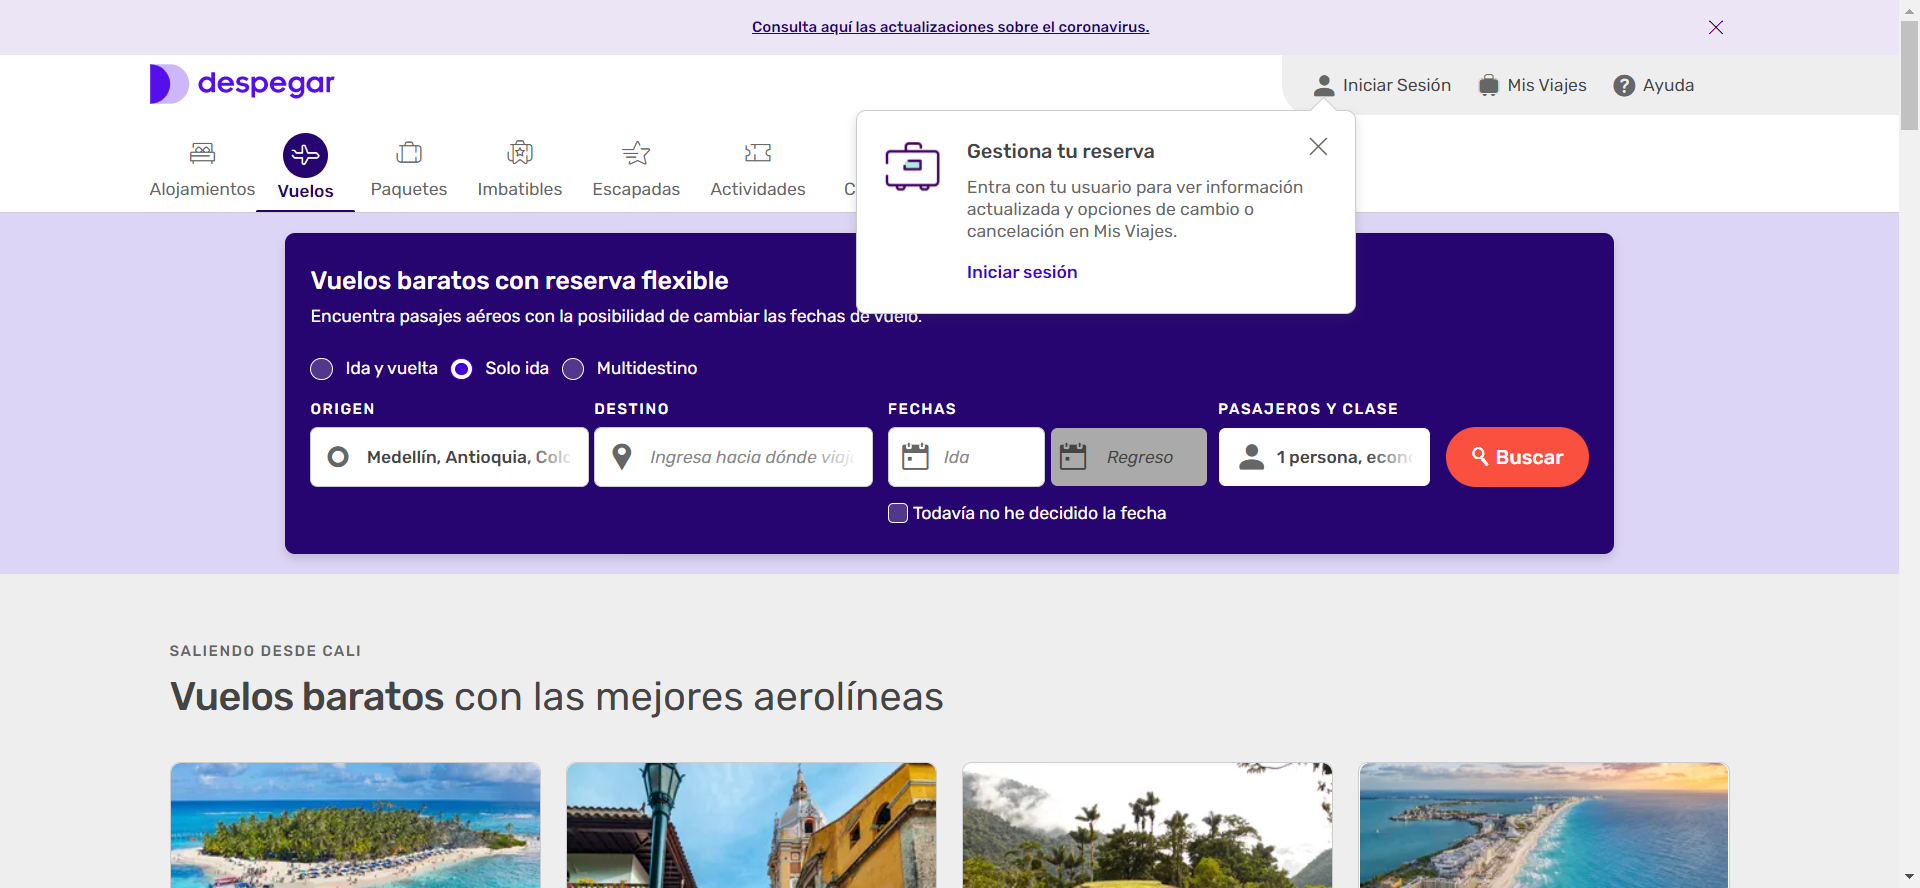 Consulta aquí las actualizaciones sobre el coronavirus.
despegar
Iniciar Sesión
Mis Viajes
? Ayuda
Alojamientos
Vuelos
Paquetes
Imbatibles
Escapadas
Actividades
C
Gestiona tu reserva
Entra con tu usuario para ver información
actualizada y opciones de cambio o
cancelación en Mis Viajes.
Iniciar sesión
Vuelos baratos con reserva flexible
Encuentra pasajes aéreos con la posibilidad de cambiar las fechas de vuelo.
Ida y vuelta
Solo ida
Multidestino
ORIGEN
DESTINO
FECHAS
PASAJEROS Y CLASE
Medellín, Antioquia, Colo
Ingresa hacia dónde viaja
Ida
Regreso
1 persona, econo
Buscar
Todavía no he decidido la fecha
SALIENDO DESDE CALI
Vuelos baratos con las mejores aerolíneas